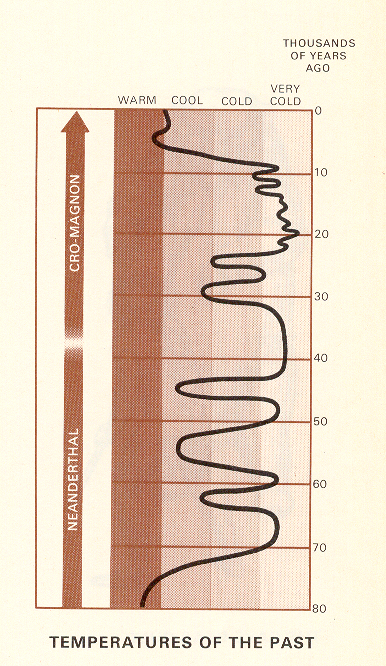 THOUSANDS
OF YEARS
AGO
WARM COOL COLD VERY
COLD
0
10
20
30
40
50
60
70
80
CRO-MAGNON
NEANDERTHAL
TEMPERATURES OF THE PAST